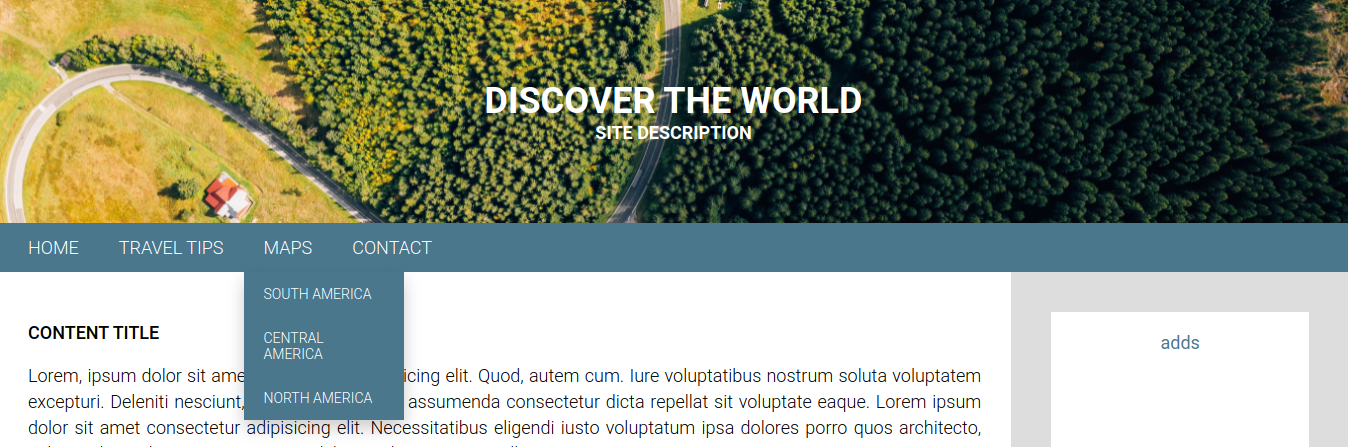 DISCOVER THE WORLD
SITE DESCRIPTION
HOME TRAVEL TIPS MAPS CONTACT
SOUTH AMERICA
CENTRAL
AMERICA
NORTH AMERICA
CONTENT TITLE
Lorem, ipsum dolor sit ame icing elit. Quod, autem cum. Iure voluptatibus nostrum soluta voluptatem
excepturi. Deleniti nesciunt, assumenda consectetur dicta repellat sit voluptate eaque. Lorem ipsum
dolor sit amet consectetur adipisicing elit. Necessitatibus eligendi iusto voluptatum ipsa dolores porro quos architecto,
adds